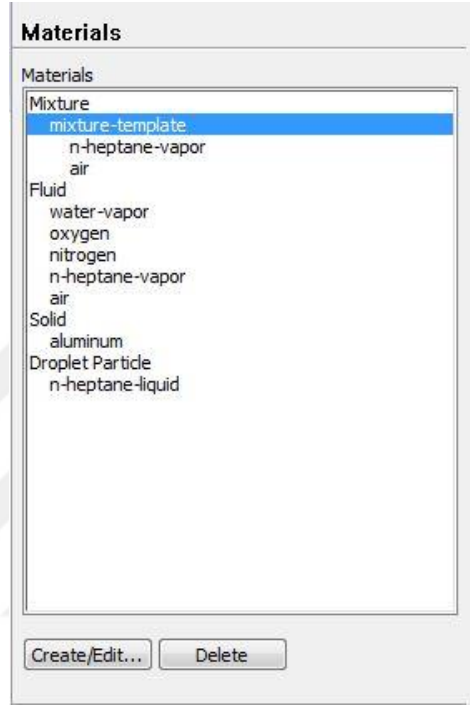 Materials
Materials
Mixture
mixture-template
n-heptane-vapor
air
Fluid
water-vapor
oxygen
nitrogen
n-heptane-vapor
air
Solid
aluminum
Droplet Particle
n-heptane-liquid
Create/Edit... Delete